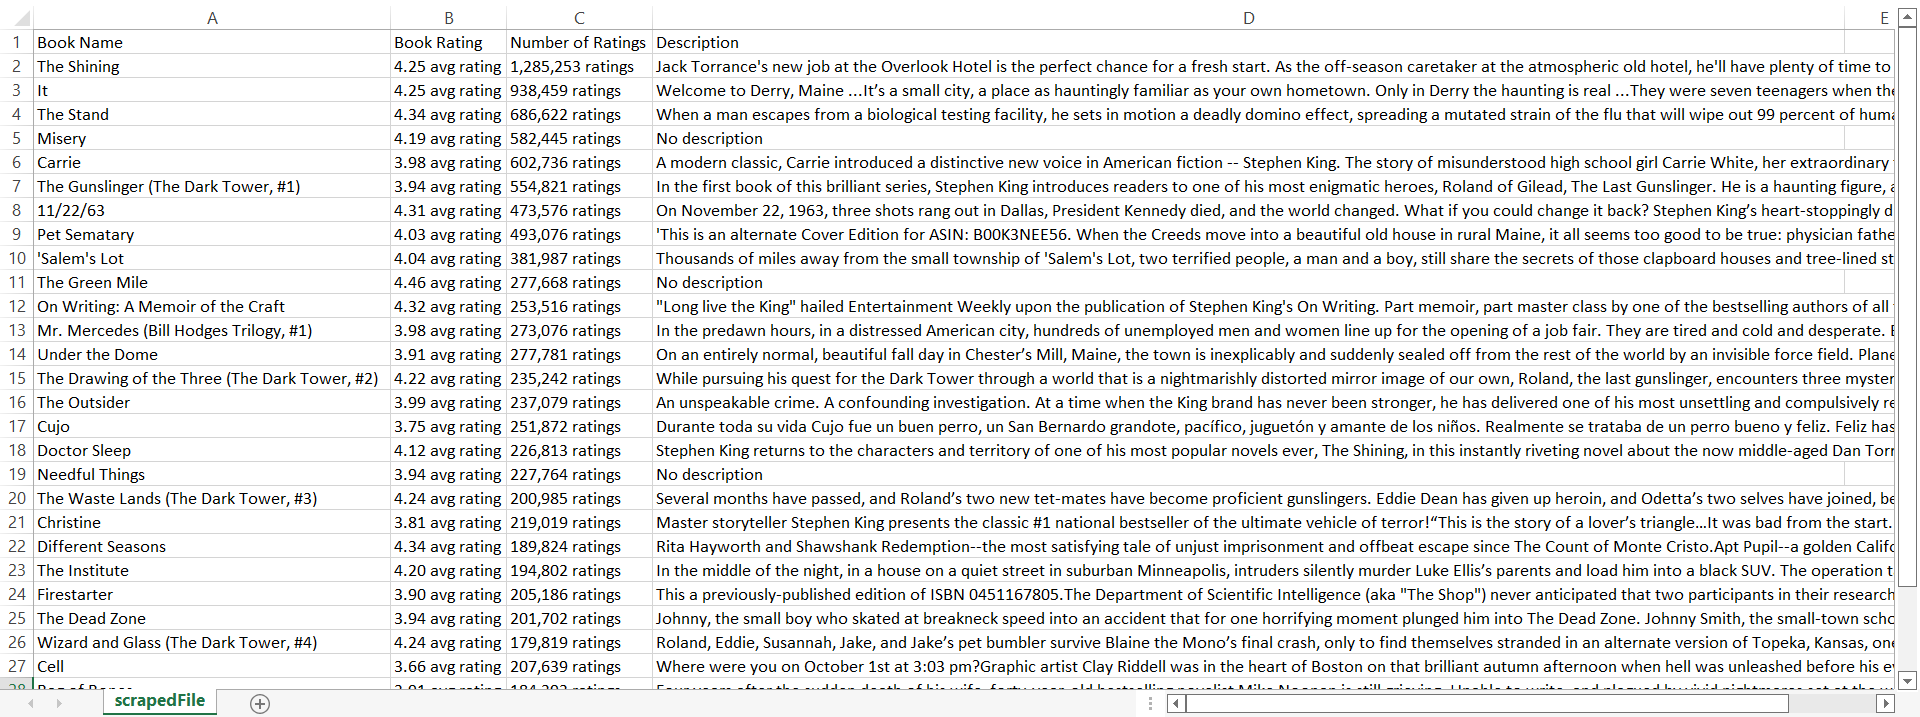 A B C D E
1 Book Name Book Rating Number of Ratings Description
2 The Shining 4.25 avg rating 1,285,253 ratings Jack Torrance's new job at the Overlook Hotel is the perfect chance for a fresh start. As the off-season caretaker at the atmospheric old hotel, he'll have plenty of time to
3 It 4.25 avg rating 938,459 ratings Welcome to Derry, Maine ...It’s a small city, a place as hauntingly familiar as your own hometown. Only in Derry the haunting is real ...They were seven teenagers when the
4 The Stand 4.34 avg rating 686,622 ratings When a man escapes from a biological testing facility, he sets in motion a deadly domino effect, spreading a mutated strain of the flu that will wipe out 99 percent of huma
5 Misery 4.19 avg rating 582,445 ratings No description
6 Carrie 3.98 avg rating 602,736 ratings A modern classic, Carrie introduced a distinctive new voice in American fiction -- Stephen King. The story of misunderstood high school girl Carrie White, her extraordinary
7 The Gunslinger (The Dark Tower, #1) 3.94 avg rating 554,821 ratings In the first book of this brilliant series, Stephen King introduces readers to one of his most enigmatic heroes, Roland of Gilead, The Last Gunslinger. He is a haunting figure,
8 11/22/63 4.31 avg rating 473,576 ratings On November 22, 1963, three shots rang out in Dallas, President Kennedy died, and the world changed. What if you could change it back? Stephen King’s heart-stoppingly d
9 Pet Sematary 4.03 avg rating 493,076 ratings 'This is an alternate Cover Edition for ASIN: B00K3NEE56. When the Creeds move into a beautiful old house in rural Maine, it all seems too good to be true: physician fathe
10 'Salem's Lot 4.04 avg rating 381,987 ratings Thousands of miles away from the small township of 'Salem's Lot, two terrified people, a man and a boy, still share the secrets of those clapboard houses and tree-lined st
11 The Green Mile 4.46 avg rating 277,668 ratings No description
12 On Writing: A Memoir of the Craft 4.32 avg rating 253,516 ratings "Long live the King" hailed Entertainment Weekly upon the publication of Stephen King's On Writing. Part memoir, part master class by one of the bestselling authors of all
13 Mr. Mercedes (Bill Hodges Trilogy, #1) 3.98 avg rating 273,076 ratings In the predawn hours, in a distressed American city, hundreds of unemployed men and women line up for the opening of a job fair. They are tired and cold and desperate.
14 Under the Dome 3.91 avg rating 277,781 ratings On an entirely normal, beautiful fall day in Chester’s Mill, Maine, the town is inexplicably and suddenly sealed off from the rest of the world by an invisible force field. Plane
15 The Drawing of the Three (The Dark Tower, #2) 4.22 avg rating 235,242 ratings While pursuing his quest for the Dark Tower through a world that is a nightmarishly distorted mirror image of our own, Roland, the last gunslinger, encounters three myster
16 The Outsider 3.99 avg rating 237,079 ratings An unspeakable crime. A confounding investigation. At a time when the King brand has never been stronger, he has delivered one of his most unsettling and compulsively re
17 Cujo 3.75 avg rating 251,872 ratings Durante toda su vida Cujo fue un buen perro, un San Bernardo grandote, pacífico, juguetón y amante de los niños. Realmente se trataba de un perro bueno y feliz. Feliz has
18 Doctor Sleep 4.12 avg rating 226,813 ratings Stephen King returns to the characters and territory of one of his most popular novels ever, The Shining, in this instantly riveting novel about the now middle-aged Dan Torr
19 Needful Things 3.94 avg rating 227,764 ratings No description
20 The Waste Lands (The Dark Tower, #3) 4.24 avg rating 200,985 ratings Several months have passed, and Roland’s two new tet-mates have become proficient gunslingers. Eddie Dean has given up heroin, and Odetta’s two selves have joined, be
21 Christine 3.81 avg rating 219,019 ratings Master storyteller Stephen King presents the classic #1 national bestseller of the ultimate vehicle of terror!“This is the story of a lover’s triangle…It was bad from the start.
22 Different Seasons 4.34 avg rating 189,824 ratings Rita Hayworth and Shawshank Redemption--the most satisfying tale of unjust imprisonment and offbeat escape since The Count of Monte Cristo.Apt Pupil--a golden Califo
23 The Institute 4.20 avg rating 194,802 ratings In the middle of the night, in a house on a quiet street in suburban Minneapolis, intruders silently murder Luke Ellis’s parents and load him into a black SUV. The operation t
24 Firestarter 3.90 avg rating 205,186 ratings This a previously-published edition of ISBN 0451167805.The Department of Scientific Intelligence (aka "The Shop") never anticipated that two participants in their research
25 The Dead Zone 3.94 avg rating 201,702 ratings Johnny, the small boy who skated at breakneck speed into an accident that for one horrifying moment plunged him into The Dead Zone. Johnny Smith, the small-town scho
26 Wizard and Glass (The Dark Tower, #4) 4.24 avg rating 179,819 ratings Roland, Eddie, Susannah, Jake, and Jake’s pet bumbler survive Blaine the Mono’s final crash, only to find themselves stranded in an alternate version of Topeka, Kansas, one
27 Cell 3.66 avg rating 207,639 ratings Where were you on October 1st at 3:03 pm?Graphic artist Clay Riddell was in the heart of Boston on that brilliant autumn afternoon when hell was unleashed before his ey
scrapedFile